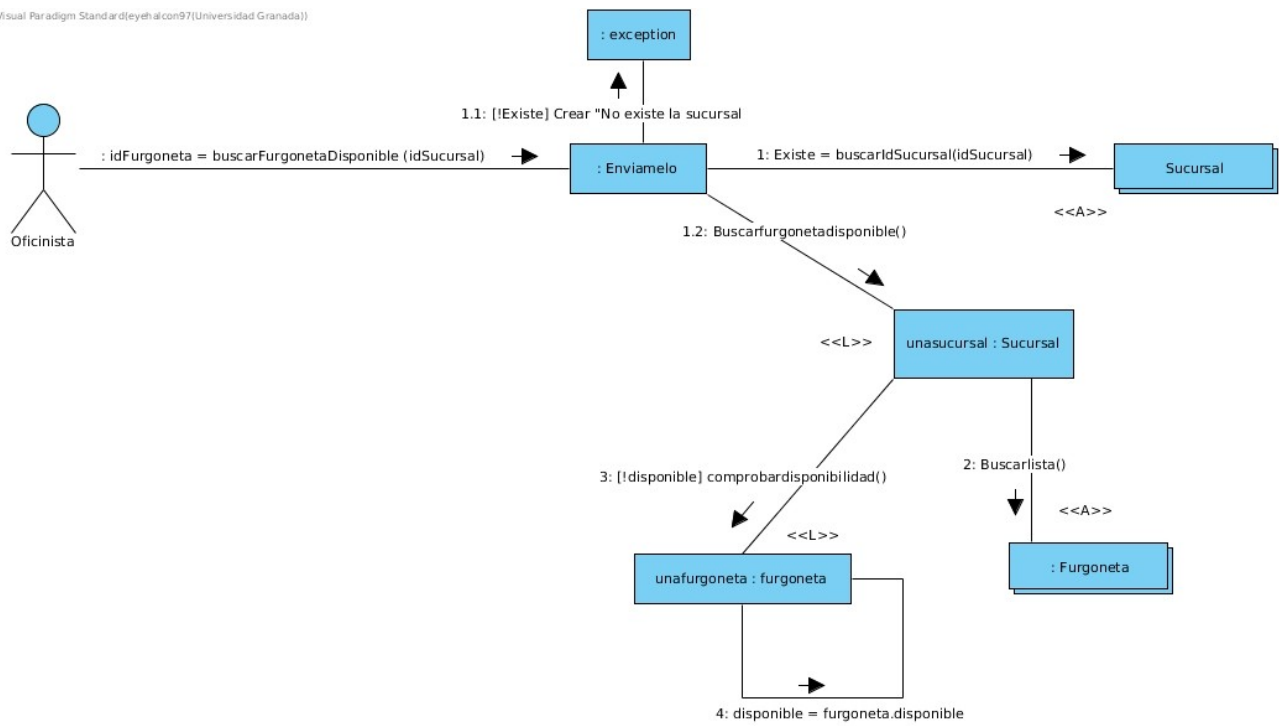 Visual Paradigm Standard(eyehalcon97(Universidad Granada))
: exception
1.1: [!Existe] Crear "No existe la sucursal
: idFurgoneta = buscarFurgonetaDisponible (idSucursal)
1: Existe = buscarIdSucursal(idSucursal)
: Enviamelo
Sucursal
<<A>>
Oficinista
1.2: Buscarfurgonetadisponible()
<<L>>
unasucursal : Sucursal
2: Buscarlista()
3: [!disponible] comprobardisponibilidad()
<<A>>
<<L>>
: Furgoneta
unafurgoneta : furgoneta
4: disponible = furgoneta.disponible